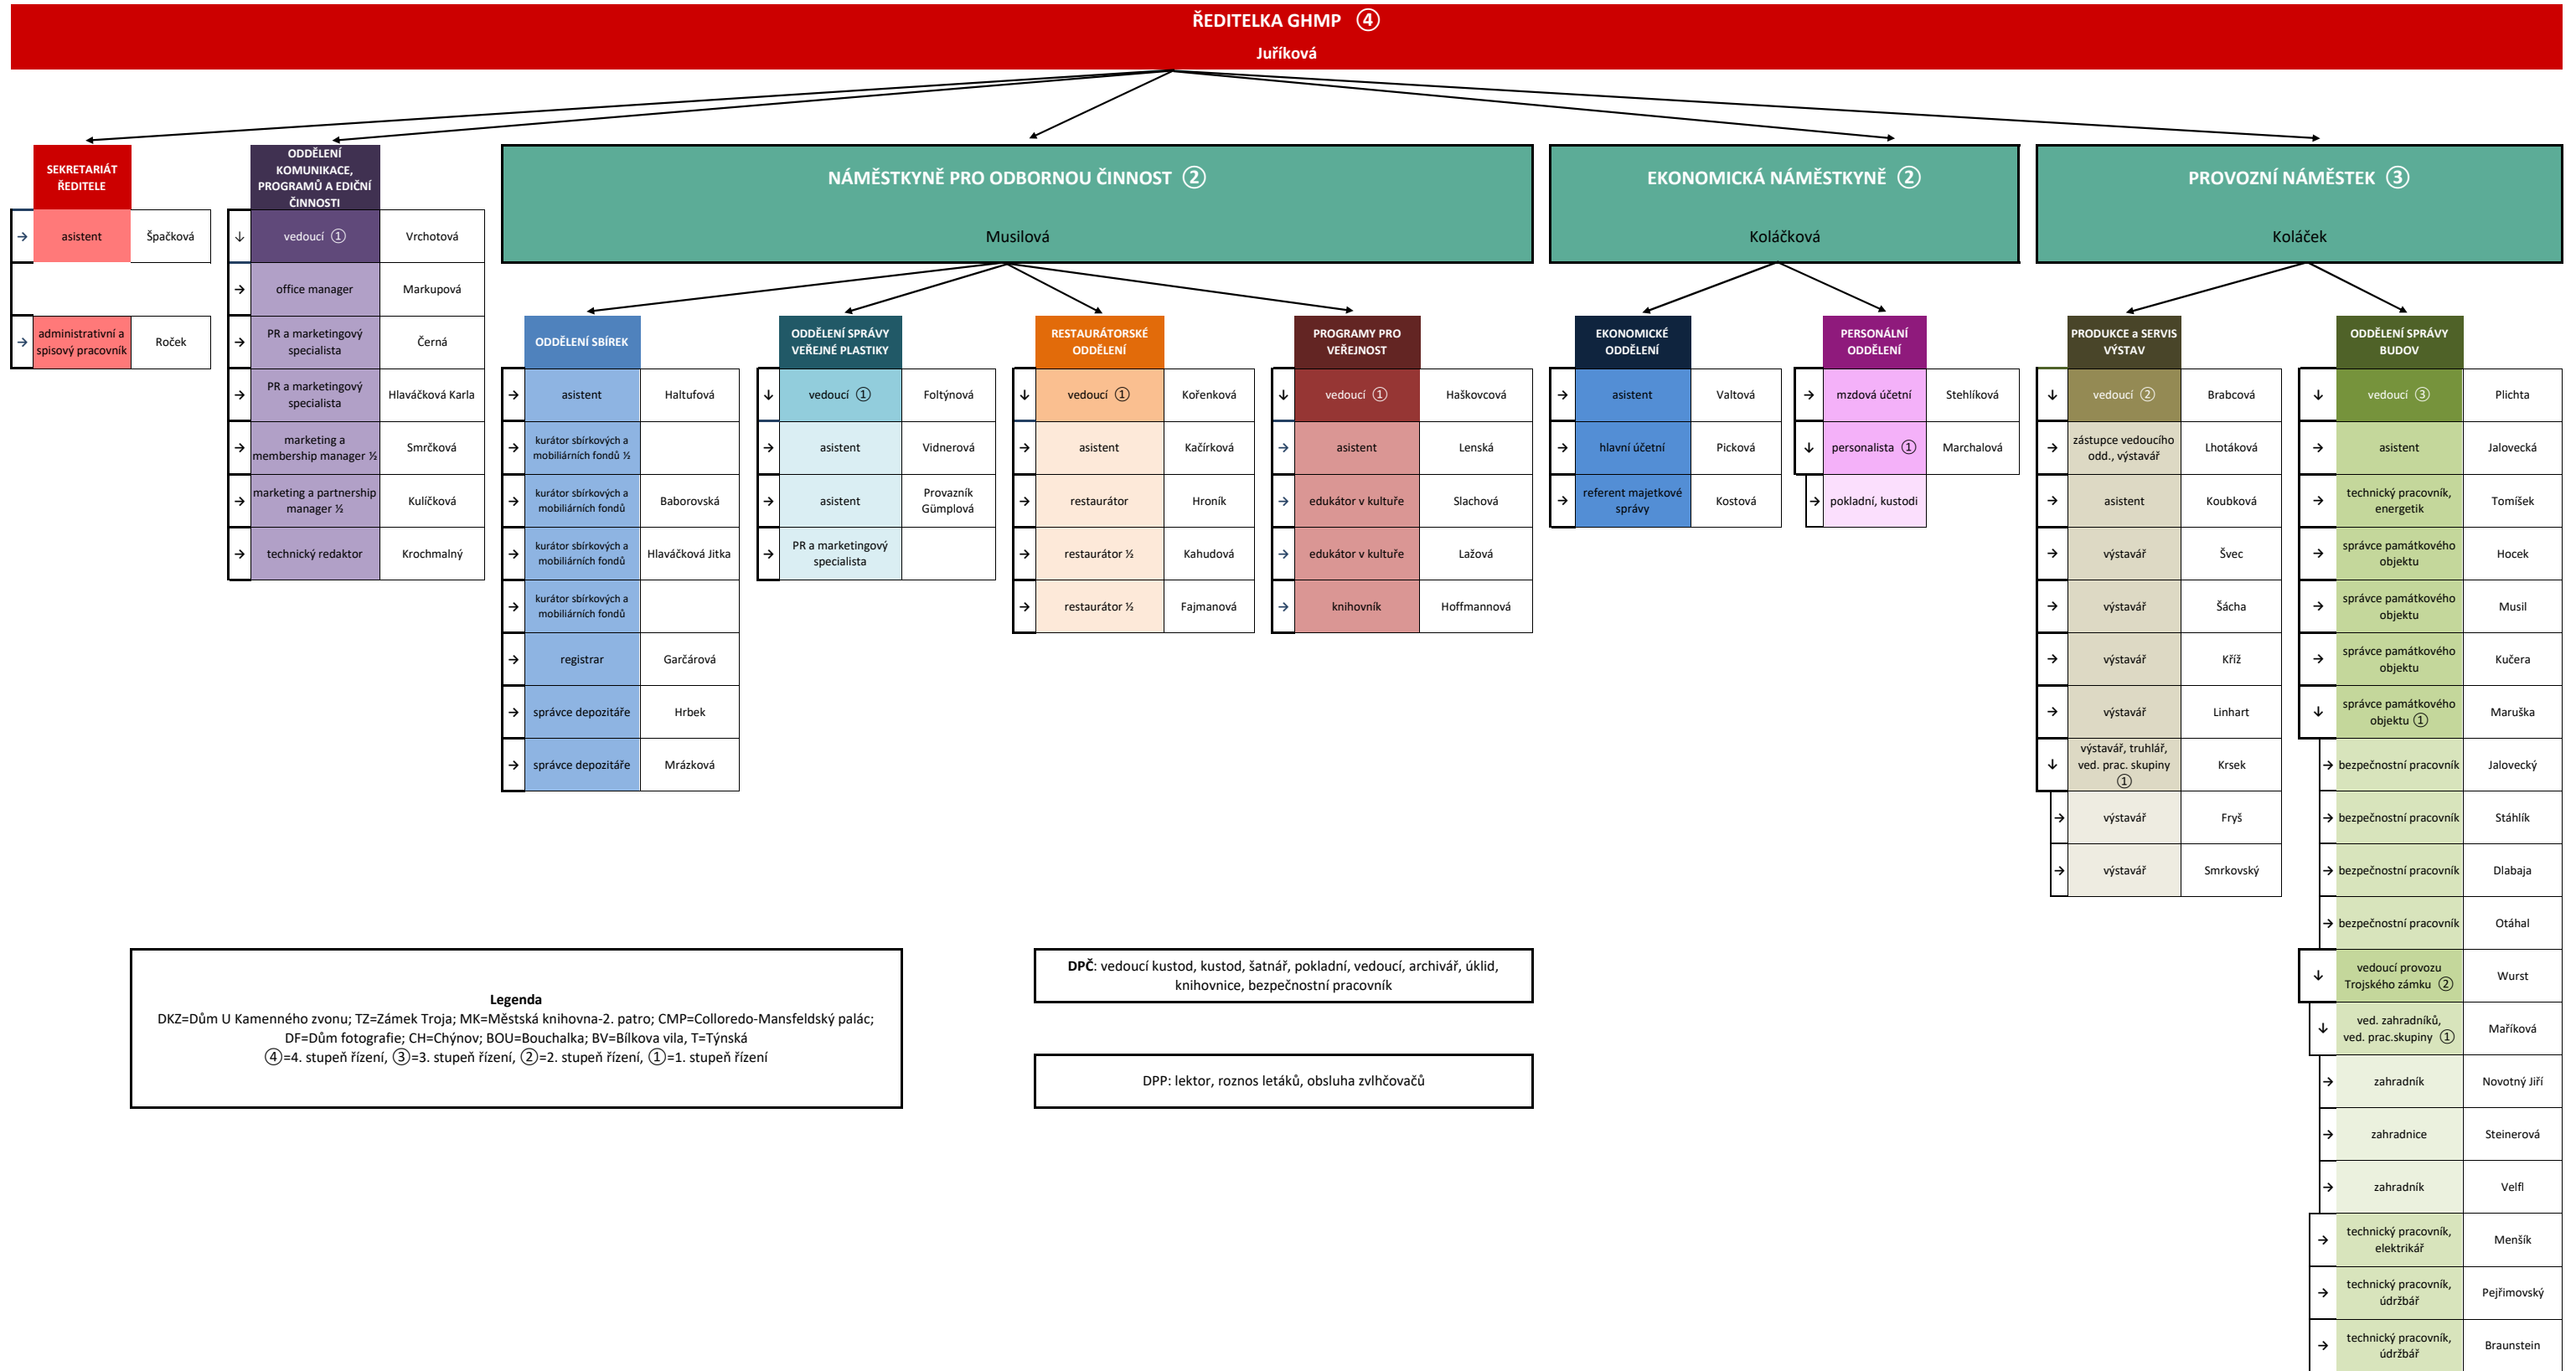 ŘEDITELKA GHMP ④
Juříková
SEKRETARIÁT
ŘEDITELE
→
asistent
Špačková
→
administrativní a
spisový pracovník
Roček
ODDĚLENÍ
KOMUNIKACE,
PROGRAMŮ A EDIČNÍ
ČINNOSTI
↓
vedoucí ①
Vrchotová
→
office manager
Markupová
→
PR a marketingový
specialista
Černá
→
PR a marketingový
specialista
Hlaváčková Karla
→
marketing a
membership manager ½
Smrčková
→
marketing a partnership
manager ½
Kulíčková
→
technický redaktor
Krochmalný
NÁMĚSTKYNĚ PRO ODBORNOU ČINNOST ②
Musilová
ODDĚLENÍ SBÍREK
→
asistent
Haltufová
→
kurátor sbírkových a
mobiliárních fondů ½
→
kurátor sbírkových a
mobiliárních fondů
Baborovská
→
kurátor sbírkových a
mobiliárních fondů
Hlaváčková Jitka
→
kurátor sbírkových a
mobiliárních fondů
→
registrar
Garčárová
→
správce depozitáře
Hrbek
→
správce depozitáře
Mrázková
ODDĚLENÍ SPRÁVY
VEŘEJNÉ PLASTIKY
↓
vedoucí ①
Foltýnová
→
asistent
Vidnerová
→
asistent
Provazník
Gümplová
→
PR a marketingový
specialista
RESTAURÁTORSKÉ
ODDĚLENÍ
↓
vedoucí ①
Kořenková
→
asistent
Kačírková
→
restaurátor
Hroník
→
restaurátor ½
Kahudová
→
restaurátor ½
Fajmanová
PROGRAMY PRO
VEŘEJNOST
↓
vedoucí ①
Haškovcová
→
asistent
Lenská
→
edukátor v kultuře
Slachová
→
edukátor v kultuře
Lažová
→
knihovník
Hoffmannová
EKONOMICKÁ NÁMĚSTKYNĚ ②
Koláčková
EKONOMICKÉ
ODDĚLENÍ
→
asistent
Valtová
→
hlavní účetní
Picková
→
referent majetkové
správy
Kostová
PERSONÁLNÍ
ODDĚLENÍ
→
mzdová účetní
Stehlíková
↓
personalista ①
Marchalová
→
pokladní, kustodi
PROVOZNÍ NÁMĚSTEK ③
Koláček
PRODUKCE a SERVIS
VÝSTAV
↓
vedoucí ②
Brabcová
→
zástupce vedoucího
odd., výstavář
Lhotáková
→
asistent
Koubková
→
výstavář
Švec
→
výstavář
Šácha
→
výstavář
Kříž
→
výstavář
Linhart
↓
výstavář, truhlář,
ved. prac. skupiny
①
Krsek
→
výstavář
Fryš
→
výstavář
Smrkovský
ODDĚLENÍ SPRÁVY
BUDOV
↓
vedoucí ③
Plichta
→
asistent
Jalovecká
→
technický pracovník,
energetik
Tomíšek
→
správce památkového
objektu
Hocek
→
správce památkového
objektu
Musil
→
správce památkového
objektu
Kučera
↓
správce památkového
objektu ①
Maruška
→
bezpečnostní pracovník
Jalovecký
→
bezpečnostní pracovník
Stáhlík
→
bezpečnostní pracovník
Dlabaja
→
bezpečnostní pracovník
Otáhal
↓
vedoucí provozu
Trojského zámku ②
Wurst
↓
ved. zahradníků,
ved. prac.skupiny ①
Maříková
→
zahradník
Novotný Jiří
→
zahradnice
Steinerová
→
zahradník
Velfl
→
technický pracovník,
elektrikář
Menšík
→
technický pracovník,
údržbář
Pejřimovský
→
technický pracovník,
údržbář
Braunstein
Legenda
DKZ=Dům U Kamenného zvonu; TZ=Zámek Troja; MK=Městská knihovna-2. patro; CMP=Colloredo-Mansfeldský palác;
DF=Dům fotografie; CH=Chýnov; BOU=Bouchalka; BV=Bílkova vila, T=Týnská
④=4. stupeň řízení, ③=3. stupeň řízení, ②=2. stupeň řízení, ①=1. stupeň řízení
DPČ: vedoucí kustod, kustod, šatnář, pokladní, vedoucí, archivář, úklid,
knihovnice, bezpečnostní pracovník
DPP: lektor, roznos letáků, obsluha zvlhčovačů